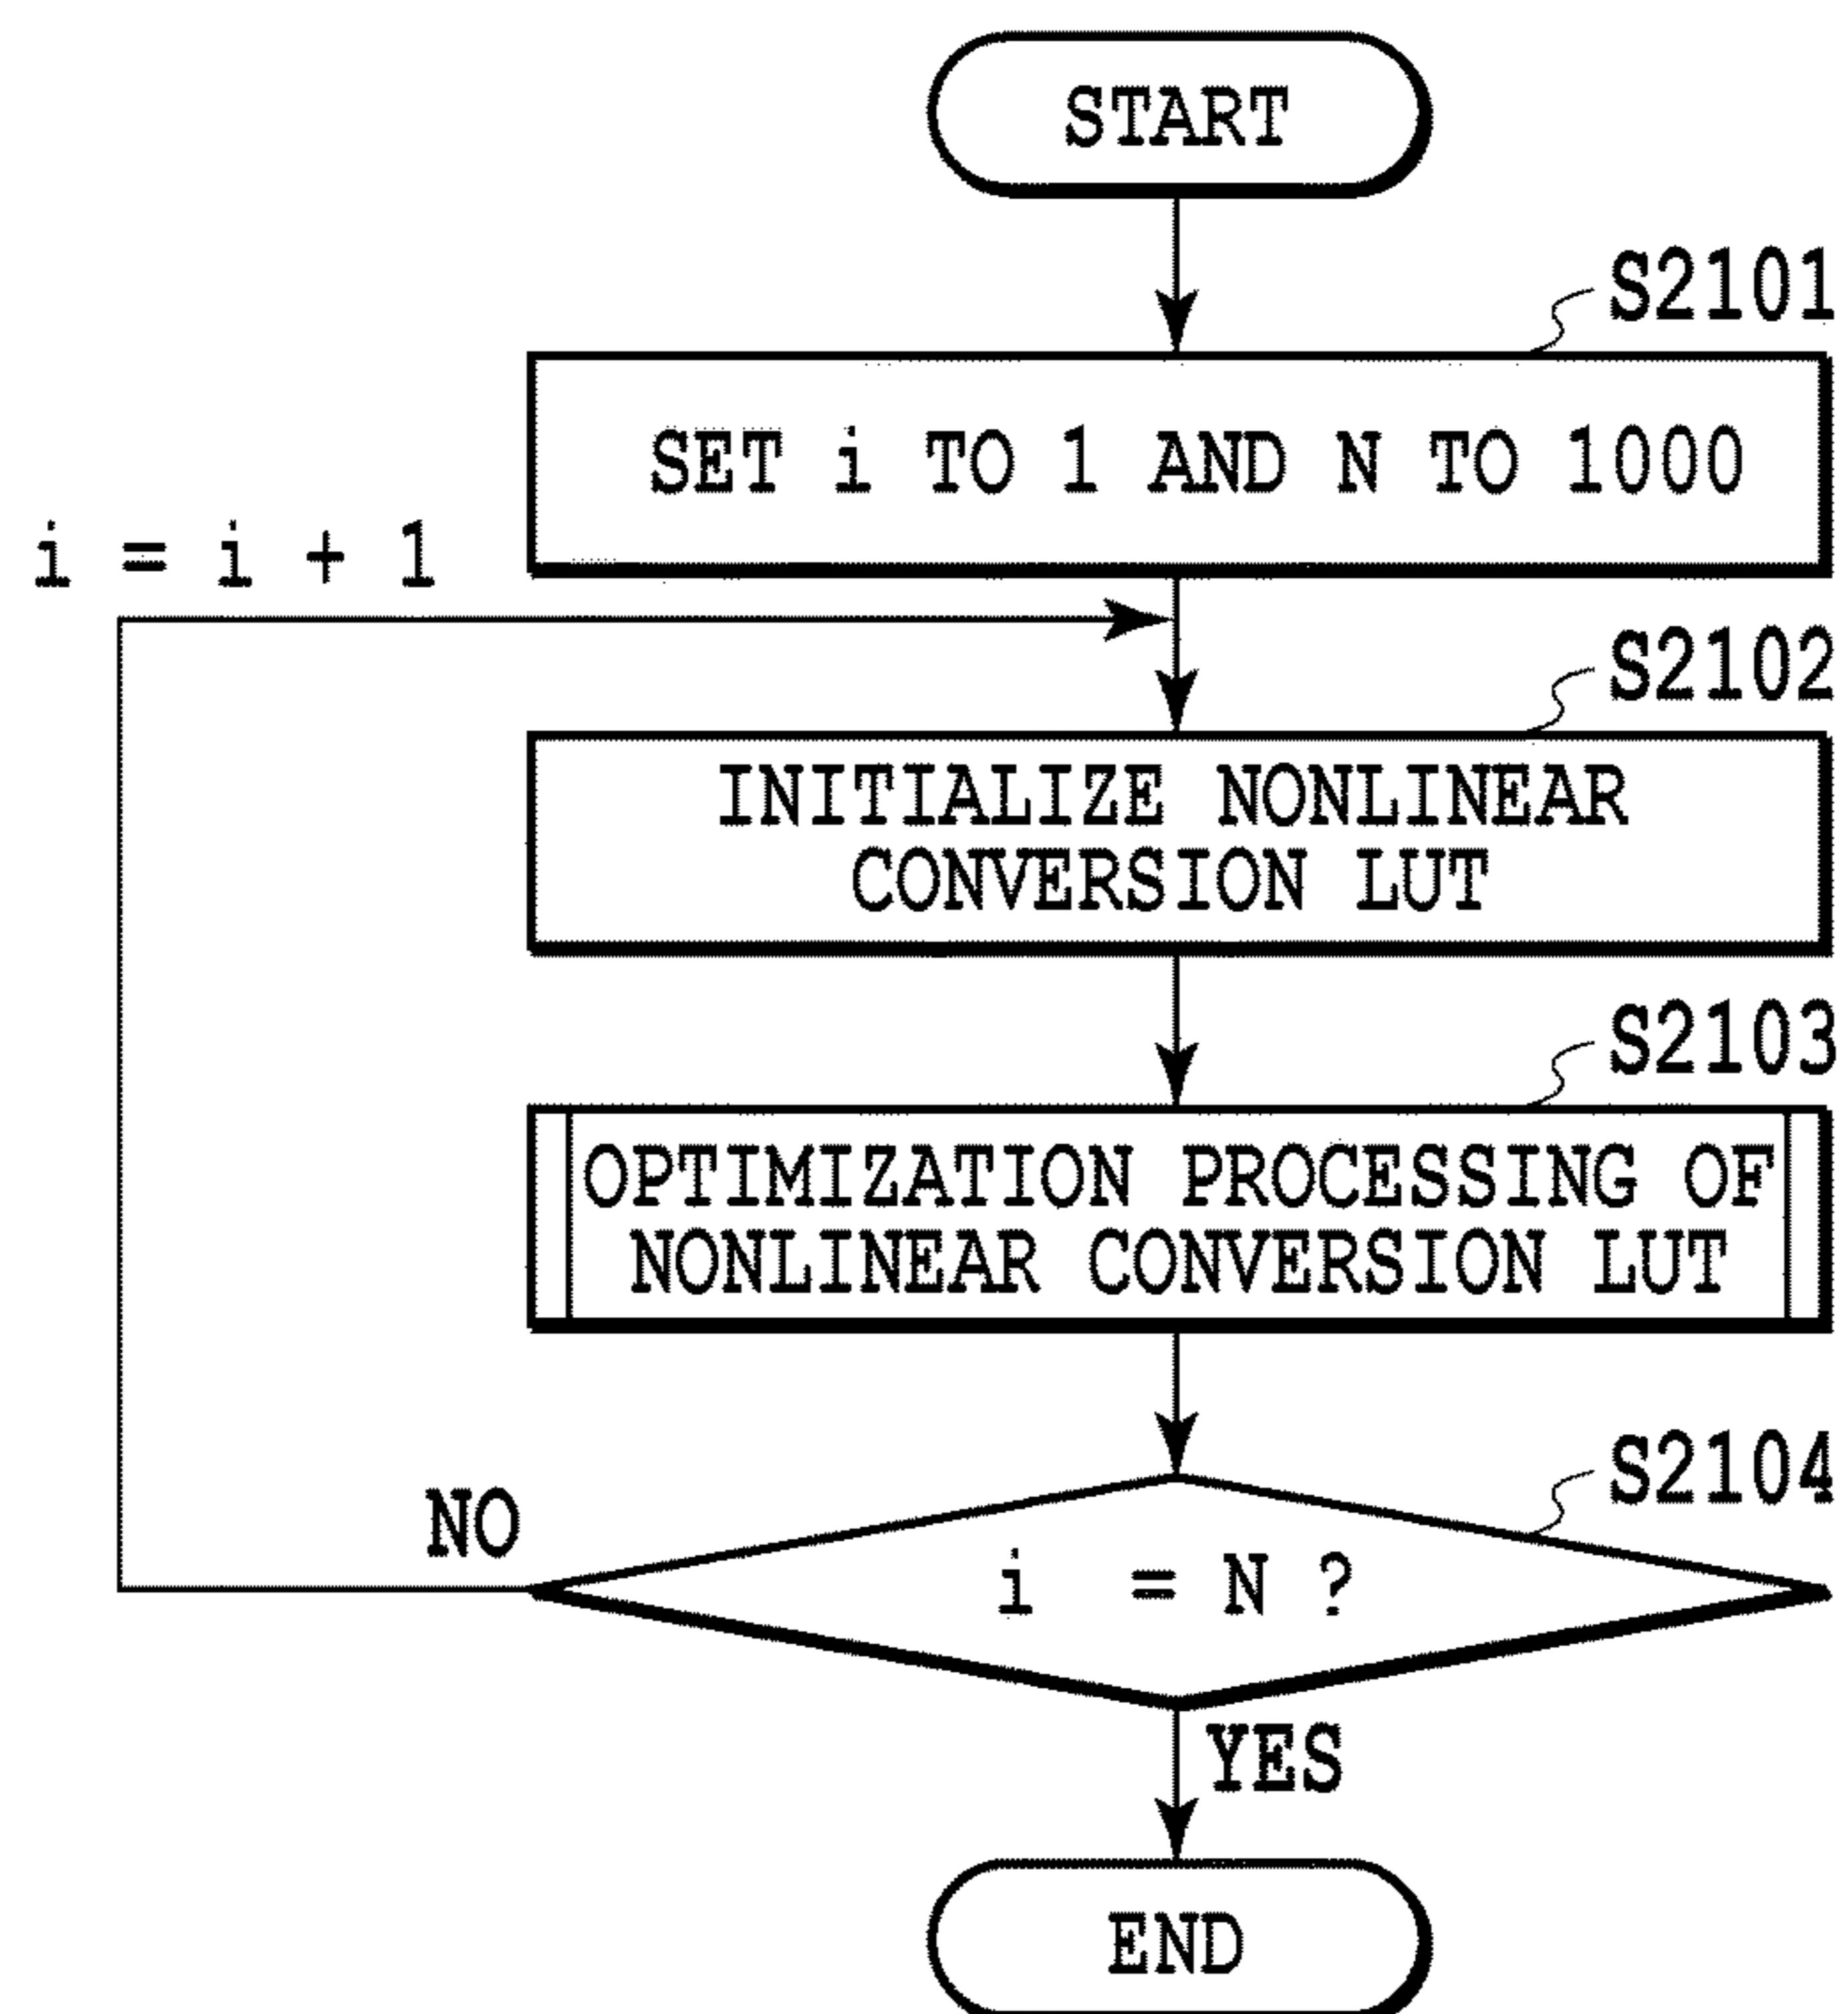 START
S2101
SET i TO 1 AND N TO 1000
i = i + 1
S2102
INITIALIZE NONLINEAR
CONVERSION LUT
S2103
OPTIMIZATION PROCESSING OF
NONLINEAR CONVERSION LUT
S2104
NO
i = N ?
YES
END